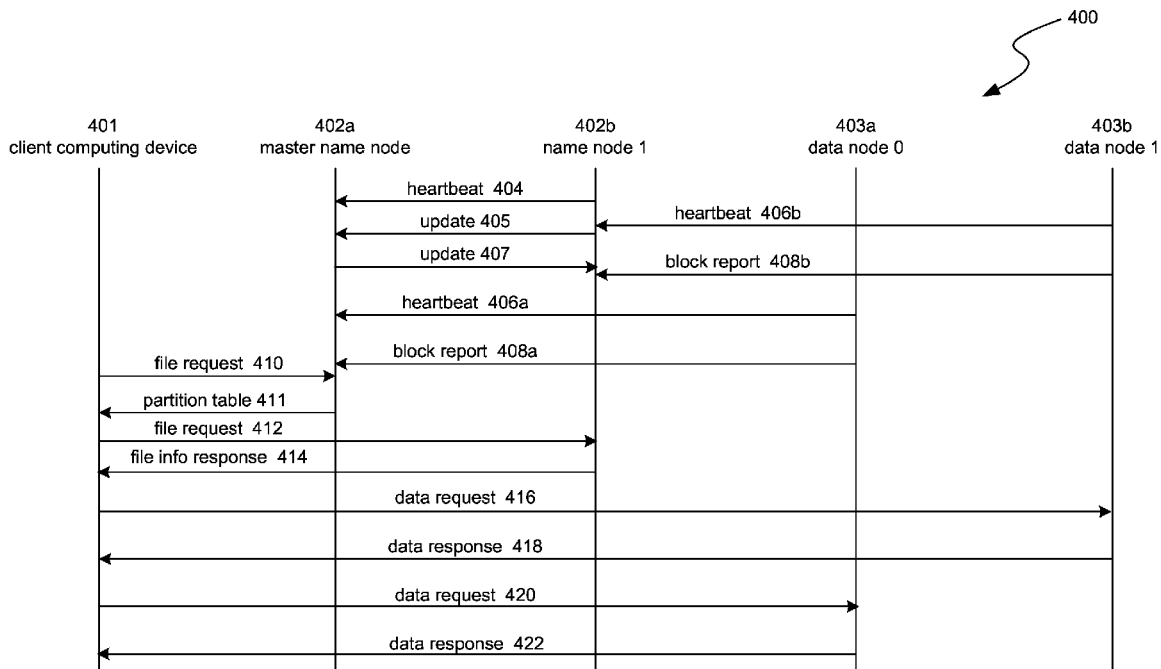 400
401
client computing device
402a
master name node
402b
name node 1
403a
data node 0
403b
data node 1
heartbeat 404
heartbeat 406b
update 405
update 407
block report 408b
heartbeat 406a
block report 408a
file request 410
partition table 411
file request 412
file info response 414
data request 416
data response 418
data request 420
data response 422